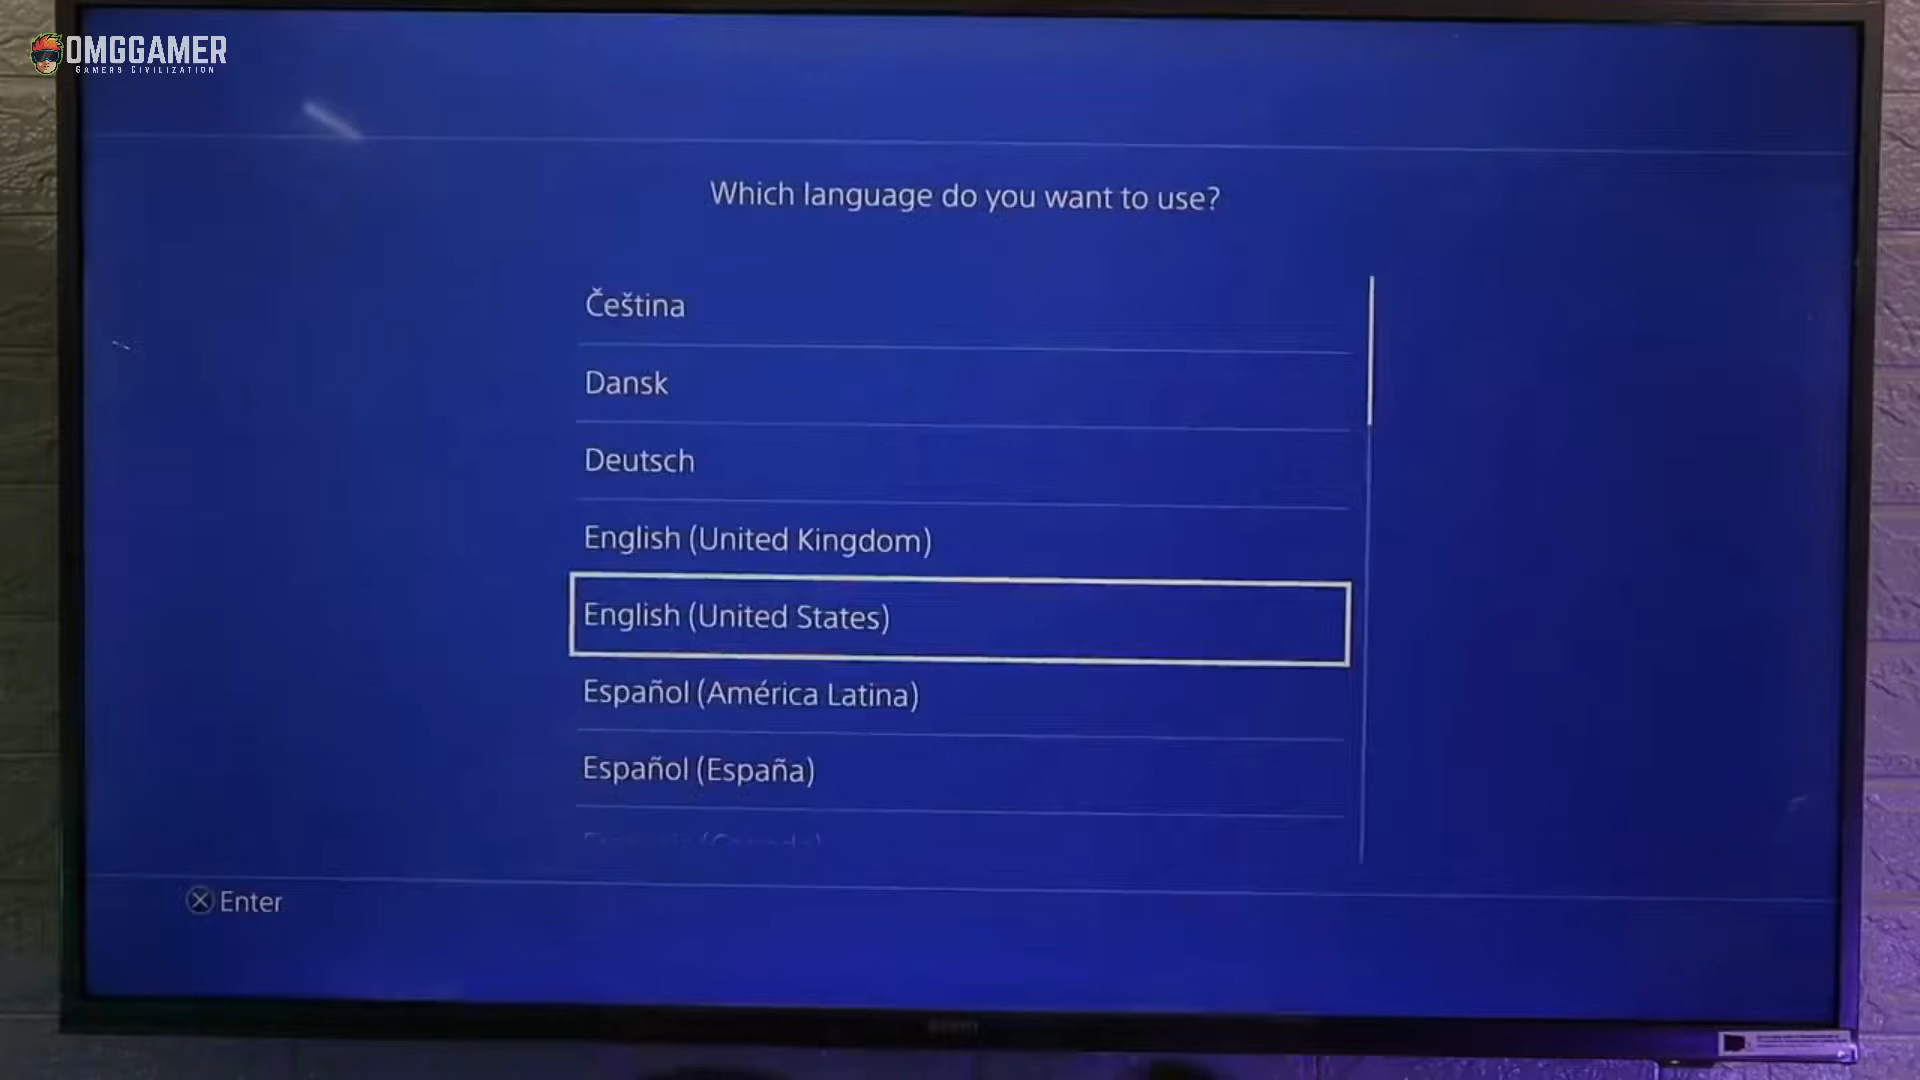 OMGGAMER
GAMERS CIVILIZATION
Which language do you want to use?
Čeština
Dansk
Deutsch
English (United Kingdom)
English (United States)
Español (América Latina)
Español (España)
Enter